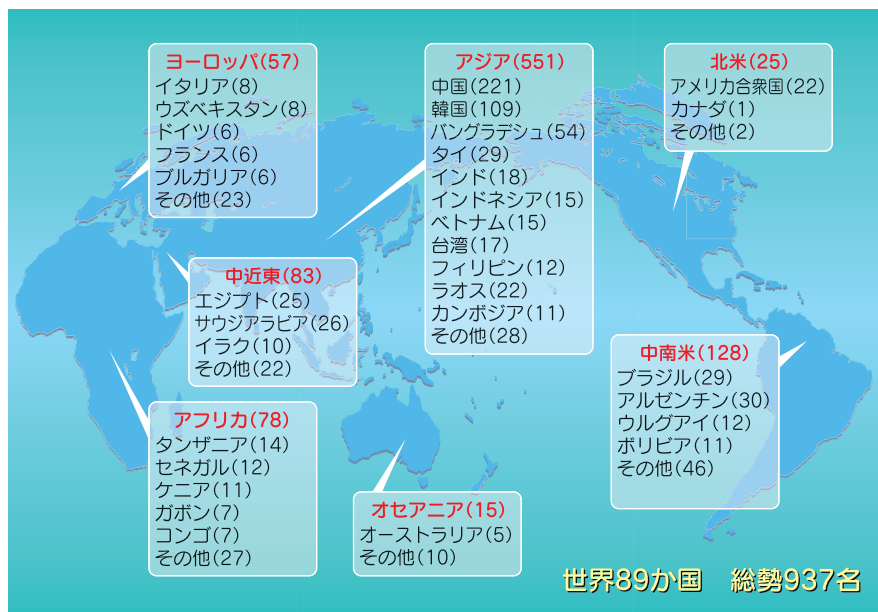 ヨーロッパ(57)
イタリア(8)
ウズベキスタン(8)
ドイツ(6)
フランス(6)
ブルガリア(6)
その他(23)
アジア(551)
中国(221)
韓国(109)
バングラデシュ(54)
タイ(29)
インド(18)
インドネシア(15)
ベトナム(15)
台湾(17)
フィリピン(12)
ラオス(22)
カンボジア(11)
その他(28)
北米(25)
アメリカ合衆国(22)
カナダ(1)
その他(2)
中近東(83)
エジプト(25)
サウジアラビア(26)
イラク(10)
その他(22)
中南米(128)
ブラジル(29)
アルゼンチン(30)
ウルグアイ(12)
ボリビア(11)
その他(46)
アフリカ(78)
タンザニア(14)
セネガル(12)
ケニア(11)
ガボン(7)
コンゴ(7)
その他(27)
オセアニア(15)
オーストラリア(5)
その他(10)
世界89か国　総勢937名